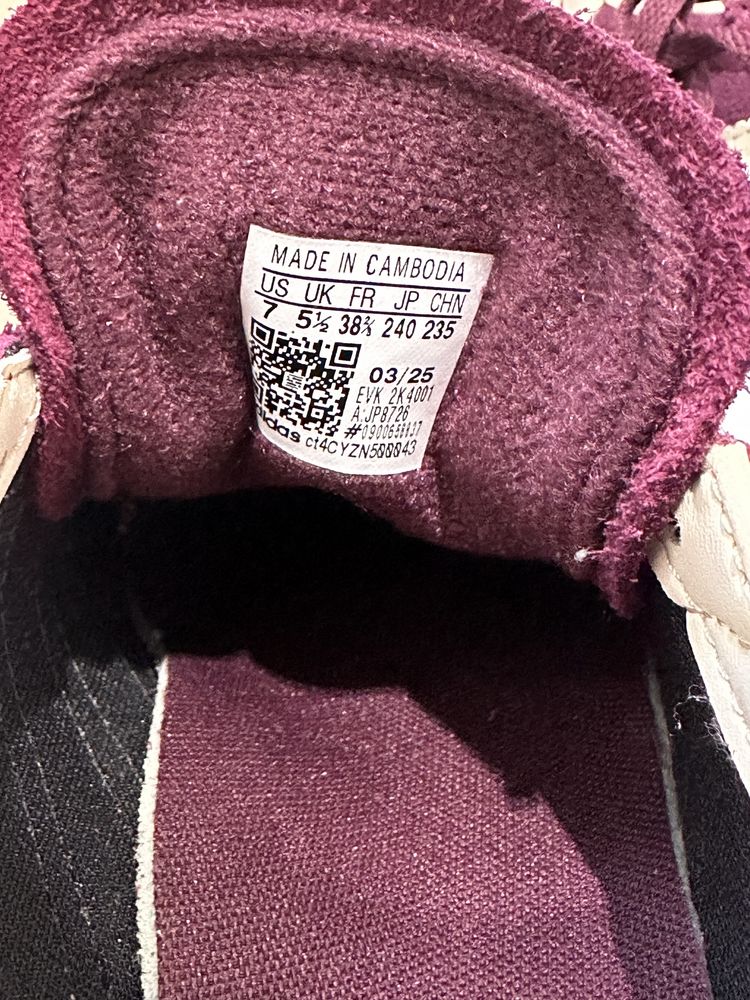 MADE IN CAMBODIA
US UK FR JP CHN
7 5½ 38⅔ 240 235
03/25
EVK 2K4001
A:JP8726
adidas ct4CYZN500043